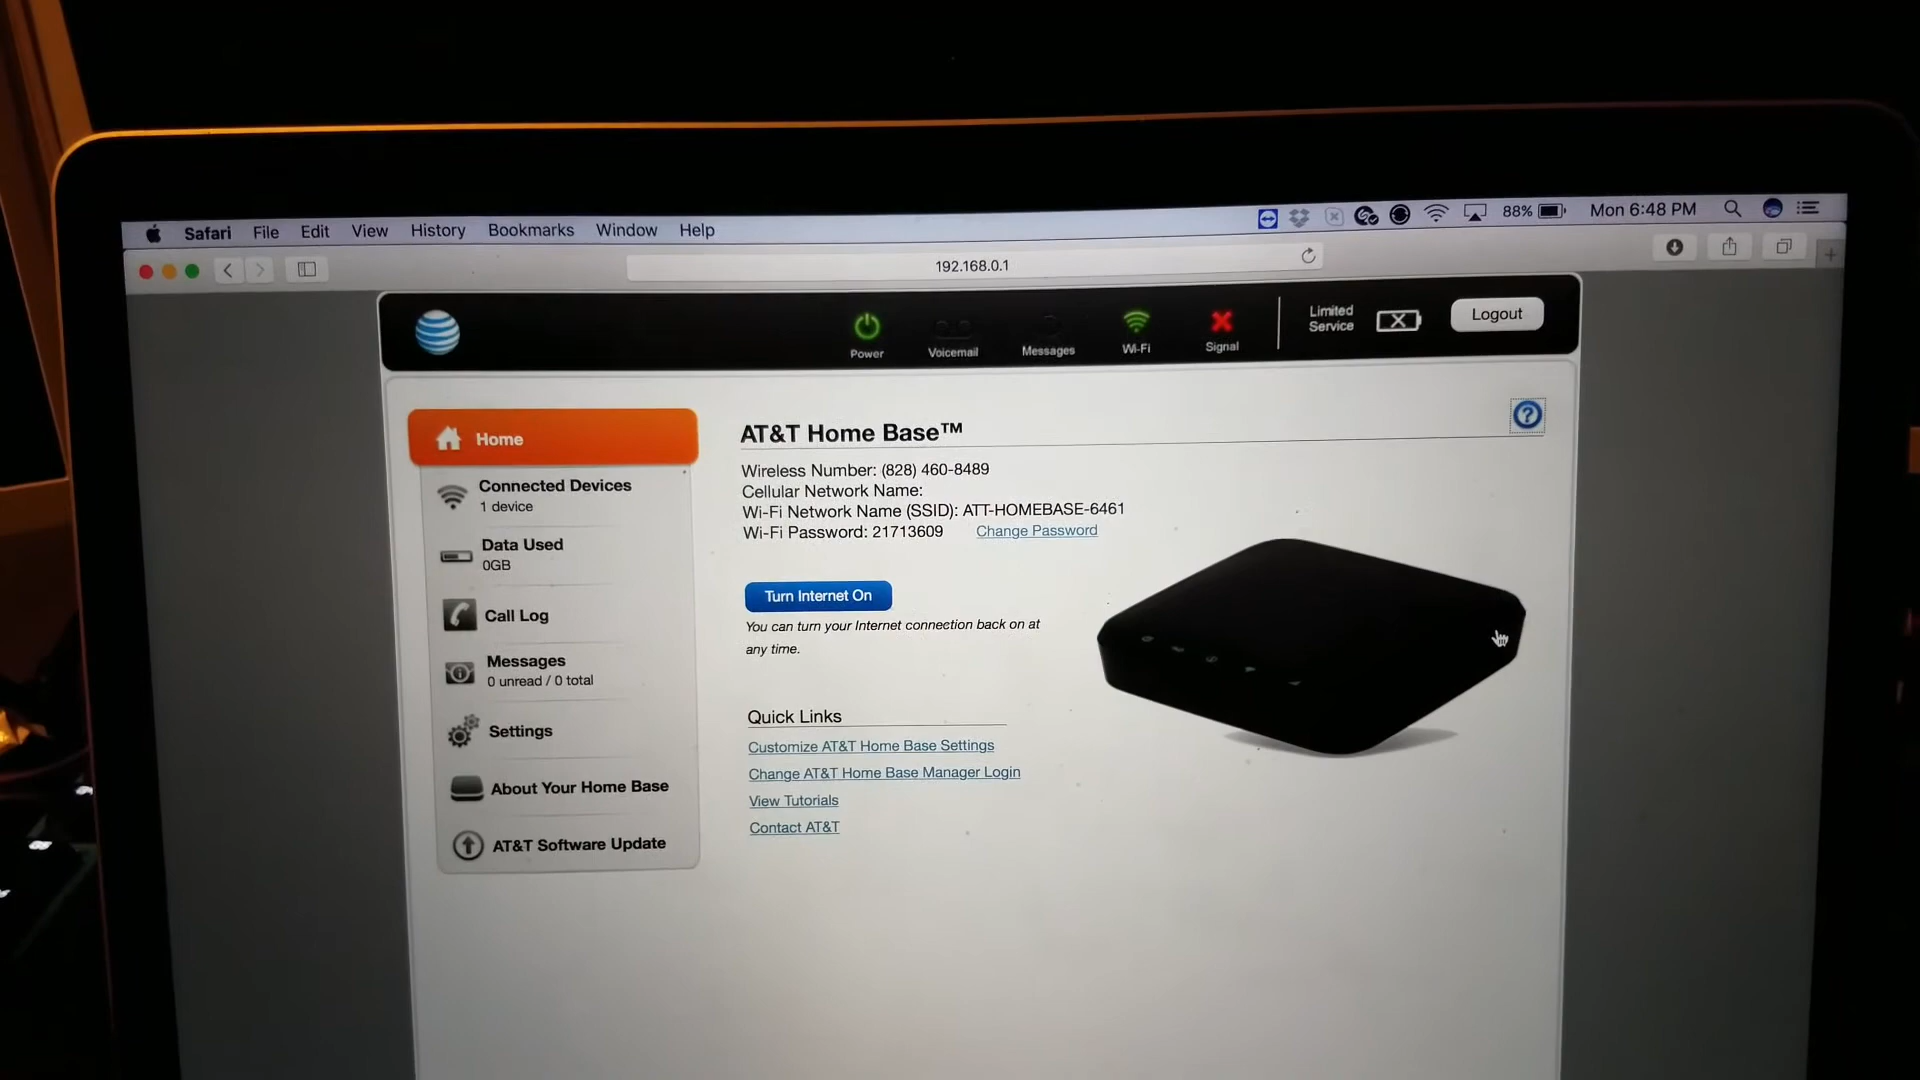 Safari File Edit View History Bookmarks Window Help 88% Mon 6:48 PM
192.168.0.1
Power Voicemail Messages Wi-Fi Signal
Limited
Service
Logout
Home
Connected Devices
1 device
Data Used
0GB
Call Log
Messages
0 unread / 0 total
Settings
About Your Home Base
AT&T Software Update
AT&T Home Base™
Wireless Number: (828) 460-8489
Cellular Network Name:
Wi-Fi Network Name (SSID): ATT-HOMEBASE-6461
Wi-Fi Password: 21713609 Change Password
Turn Internet On
You can turn your Internet connection back on at
any time.
Quick Links
Customize AT&T Home Base Settings
Change AT&T Home Base Manager Login
View Tutorials
Contact AT&T